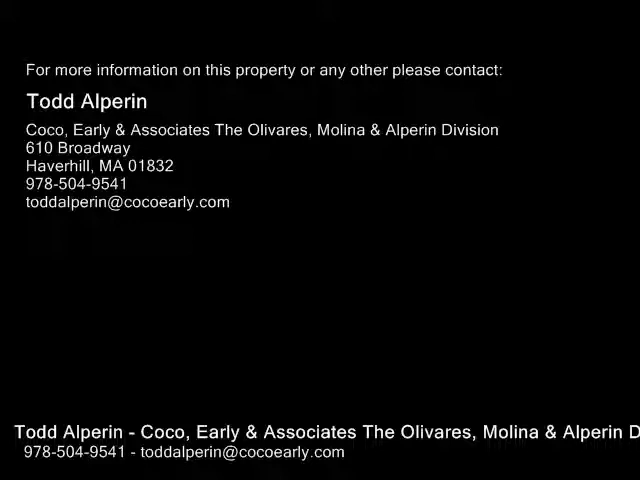 For more information on this property or any other please contact:
Todd Alperin
Coco, Early & Associates The Olivares, Molina & Alperin Division
610 Broadway
Haverhill, MA 01832
978-504-9541
toddalperin@cocoearly.com
Todd Alperin - Coco, Early & Associates The Olivares, Molina & Alperin D
978-504-9541 - toddalperin@cocoearly.com